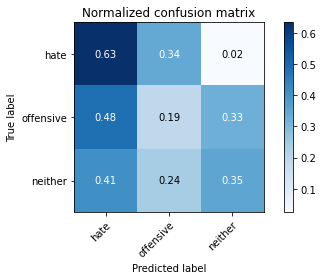 Normalized confusion matrix
True label
hate 0.63 0.34 0.02
offensive 0.48 0.19 0.33
neither 0.41 0.24 0.35
hate offensive neither
Predicted label
0.6
0.5
0.4
0.3
0.2
0.1